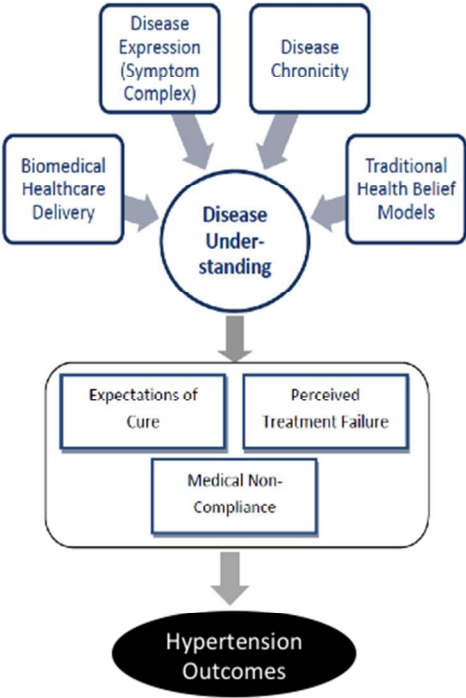 Disease
Expression
(Symptom
Complex)
Disease
Chronicity
Biomedical
Healthcare
Delivery
Traditional
Health Belief
Models
Disease
Under-
standing
Expectations of
Cure
Perceived
Treatment Failure
Medical Non-
Compliance
Hypertension
Outcomes